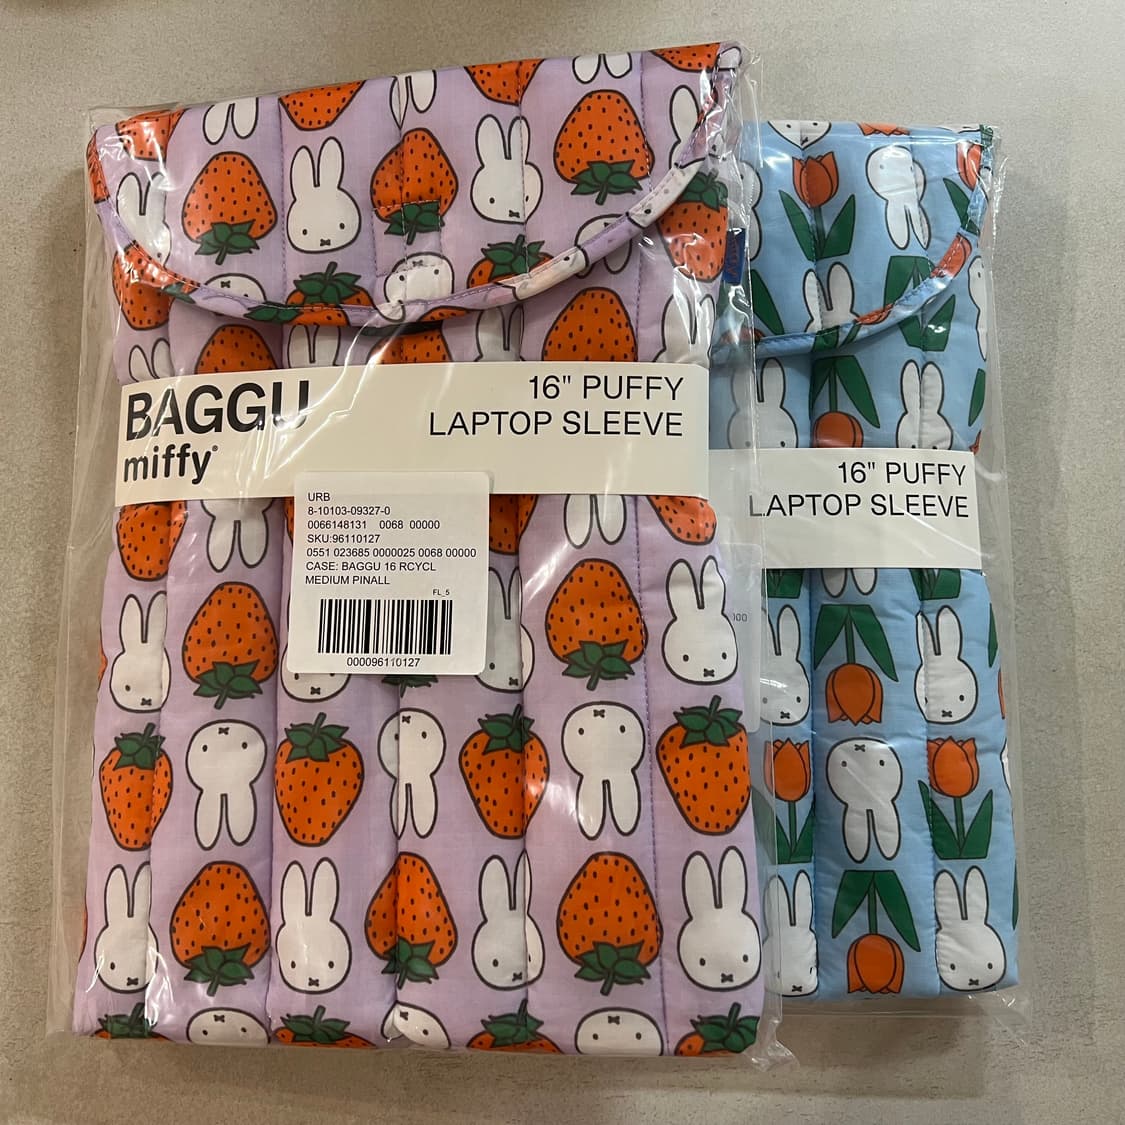 BAGGU
miffy®
16" PUFFY
LAPTOP SLEEVE
URB
8-10103-09327-0
0066148131 0068 00000
SKU:96110127
0551 023685 0000025 0068 00000
CASE: BAGGU 16 RCYCL
MEDIUM PINALL
FL_5
000096110127
16" PUFFY
LAPTOP SLEEVE